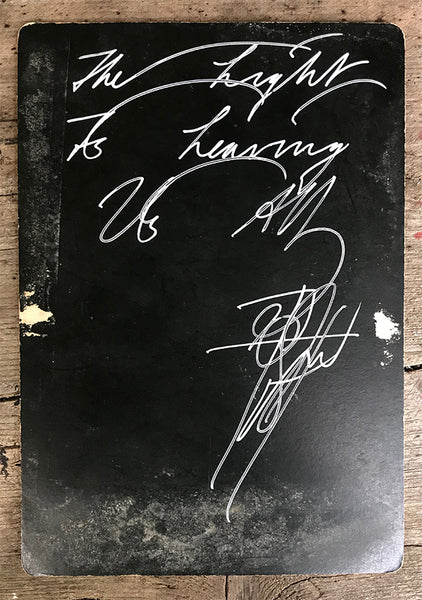 The Light
Is Leaving
Us All